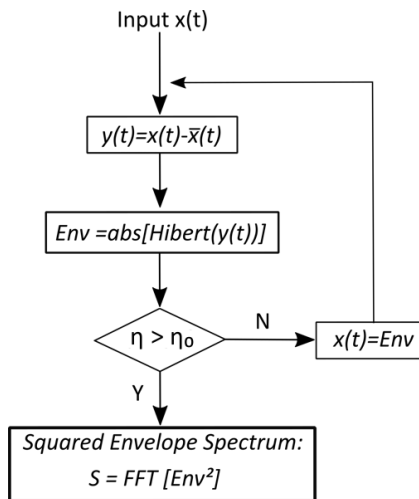 Input x(t)
y(t)=x(t)-x̅(t)
Env =abs[Hibert(y(t))]
η > η₀
N
x(t)=Env
Y
Squared Envelope Spectrum:
S = FFT [Env²]